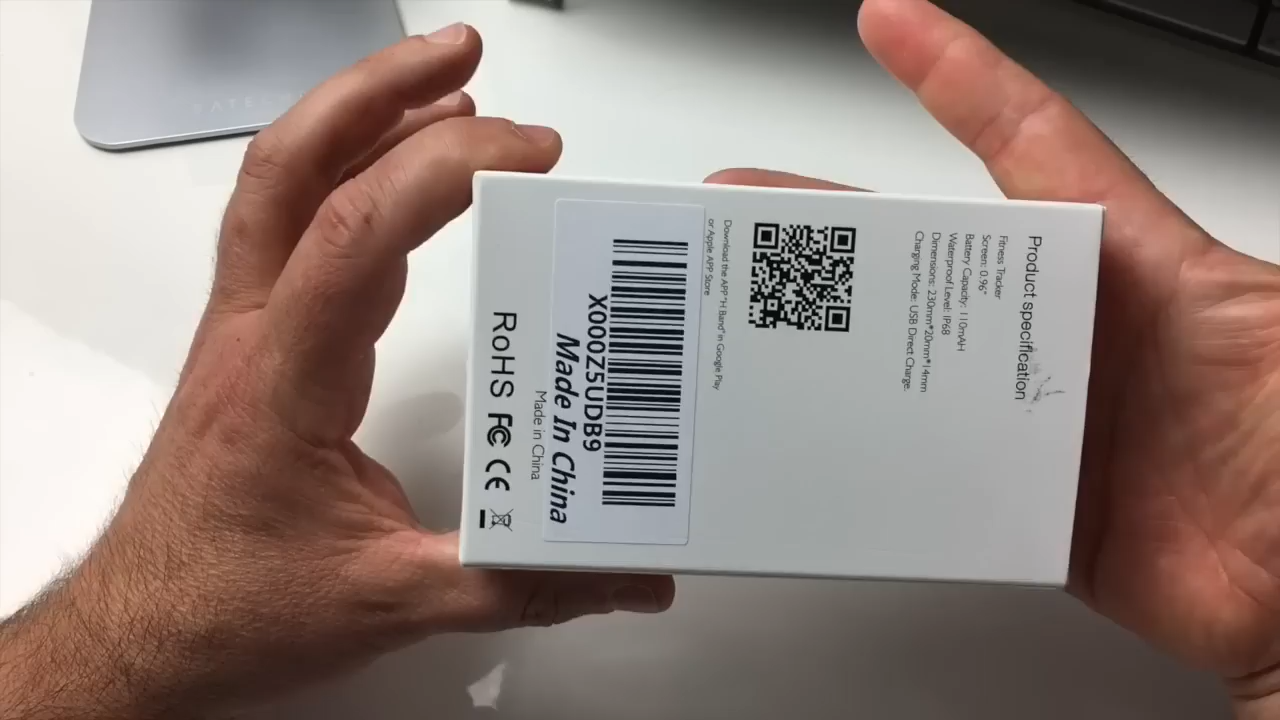 Product specification
Fitness Tracker
Screen: 0.96"
Battery Capacity: 110mAH
Waterproof Level: IP68
Dimensions: 230mm*20mm*14mm
Charging Mode: USB Direct Charge.
Download the APP "H Band" in Google Play
or Apple APP Store
X000Z5UDB9
Made In China
Made in China
RoHS FC CE